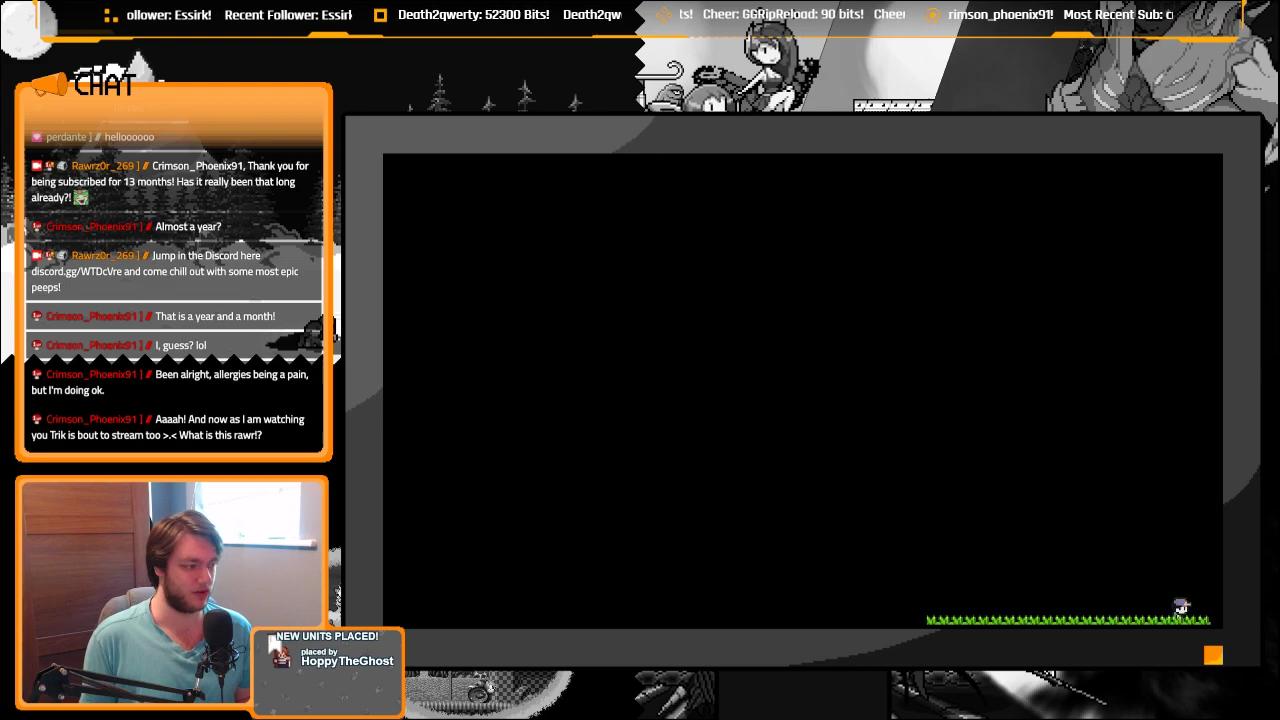 ollower: Essirk! Recent Follower: Essirk
Death2qwerty: 52300 Bits! Death2qw
ts! Cheer: GGRipReload: 90 bits! Cheer
rimson_phoenix91! Most Recent Sub: c
CHAT
perdante ] // helloooooo
Rawrz0r_269 ] // Crimson_Phoenix91, Thank you for
being subscribed for 13 months! Has it really been that long
already?!
Crimson_Phoenix91 ] // Almost a year?
Rawrz0r_269 ] // Jump in the Discord here
discord.gg/WTDcVre and come chill out with some most epic
peeps!
Crimson_Phoenix91 ] // That is a year and a month!
Crimson_Phoenix91 ] // I, guess? lol
Crimson_Phoenix91 ] // Been alright, allergies being a pain,
but I'm doing ok.
Crimson_Phoenix91 ] // Aaaah! And now as I am watching
you Trik is bout to stream too >.< What is this rawr!?
NEW UNITS PLACED!
placed by
HoppyTheGhost